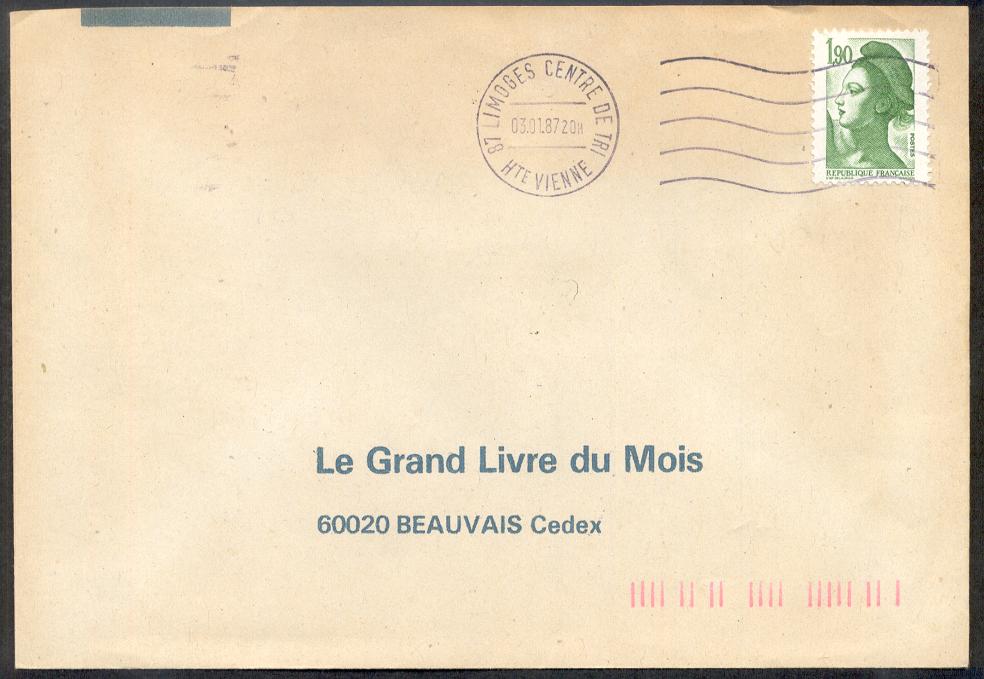 87 LIMOGES CENTRE DE TRI
03.01.87 20H
HTE VIENNE
1,90
POSTES
REPUBLIQUE FRANÇAISE
Le Grand Livre du Mois
60020 BEAUVAIS Cedex